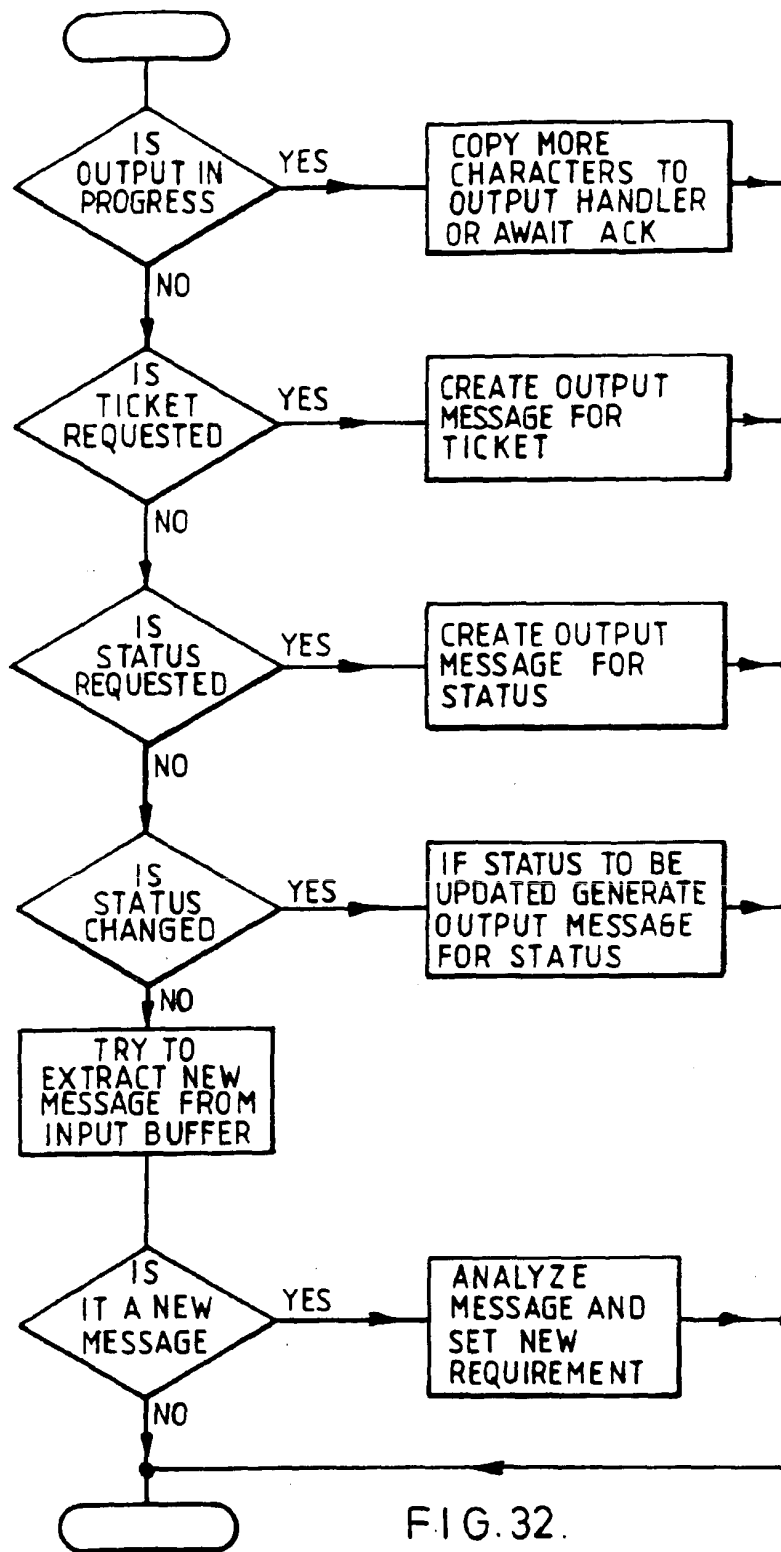 IS
OUTPUT IN
PROGRESS
YES
COPY MORE
CHARACTERS TO
OUTPUT HANDLER
OR AWAIT ACK
NO
IS
TICKET
REQUESTED
YES
CREATE OUTPUT
MESSAGE FOR
TICKET
NO
IS
STATUS
REQUESTED
YES
CREATE OUTPUT
MESSAGE FOR
STATUS
NO
IS
STATUS
CHANGED
YES
IF STATUS TO BE
UPDATED GENERATE
OUTPUT MESSAGE
FOR STATUS
NO
TRY TO
EXTRACT NEW
MESSAGE FROM
INPUT BUFFER
IS
IT A NEW
MESSAGE
YES
ANALYZE
MESSAGE AND
SET NEW
REQUIREMENT
NO
FIG.32.